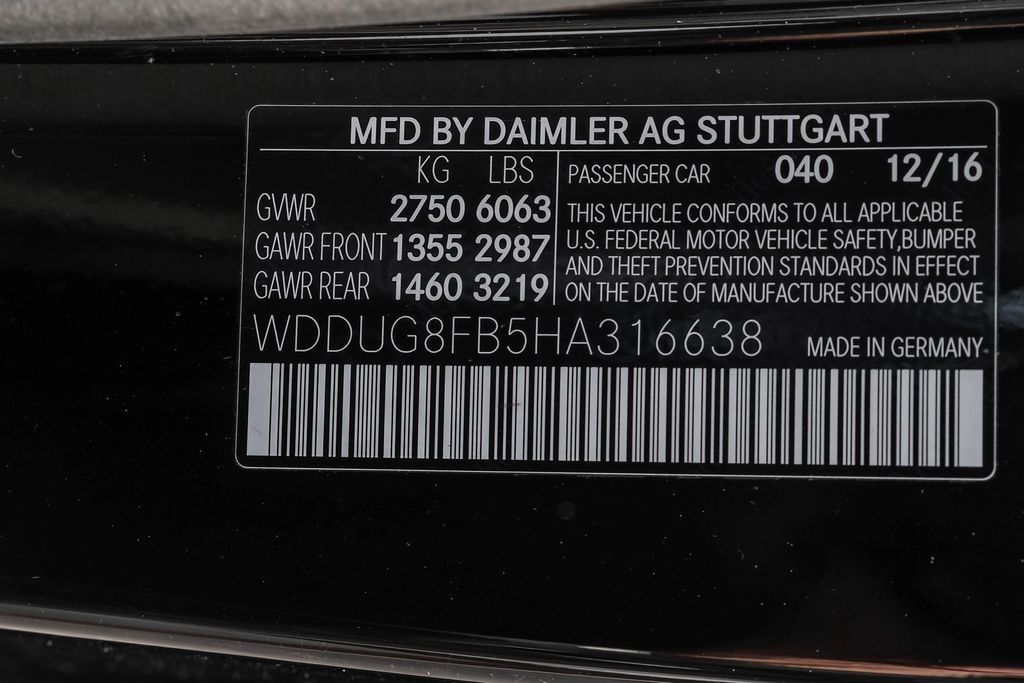 MFD BY DAIMLER AG STUTTGART
KG LBS
GVWR 2750 6063
GAWR FRONT 1355 2987
GAWR REAR 1460 3219
PASSENGER CAR 040 12/16
THIS VEHICLE CONFORMS TO ALL APPLICABLE
U.S. FEDERAL MOTOR VEHICLE SAFETY,BUMPER
AND THEFT PREVENTION STANDARDS IN EFFECT
ON THE DATE OF MANUFACTURE SHOWN ABOVE
WDDUG8FB5HA316638 MADE IN GERMANY